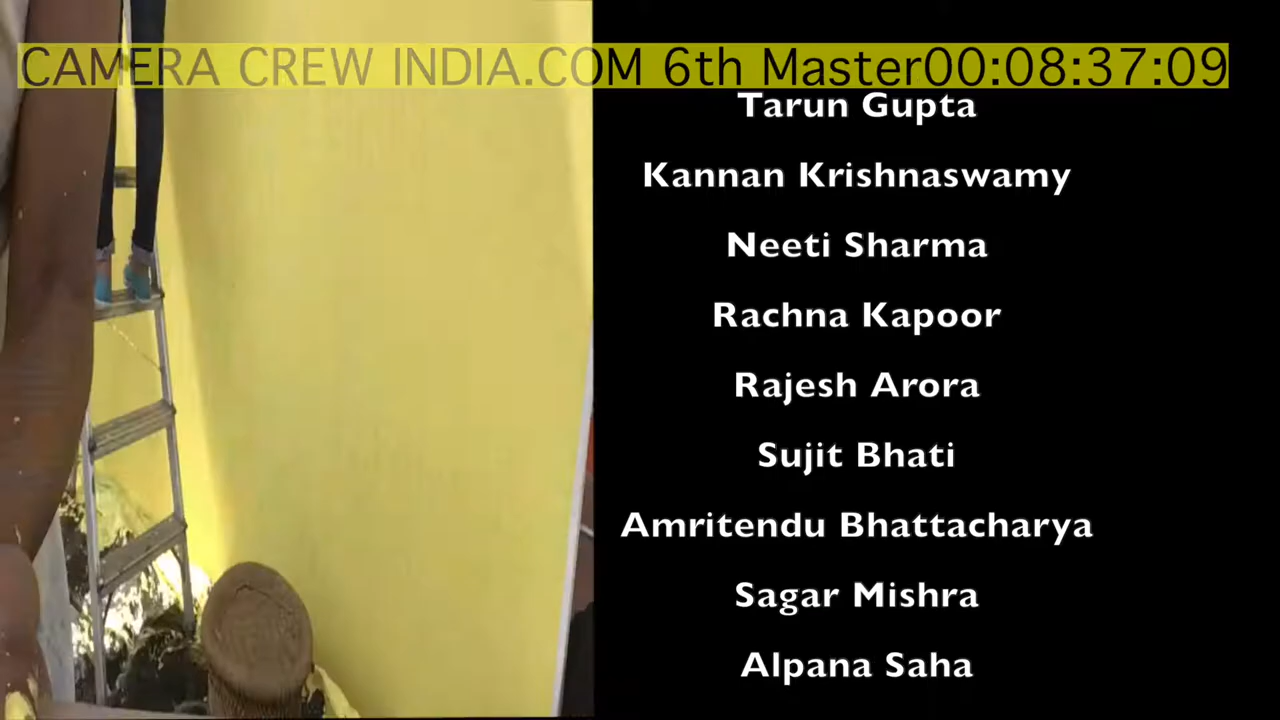 CAMERA CREW INDIA.COM 6th Master00:08:37:09
Tarun Gupta
Kannan Krishnaswamy
Neeti Sharma
Rachna Kapoor
Rajesh Arora
Sujit Bhati
Amritendu Bhattacharya
Sagar Mishra
Alpana Saha